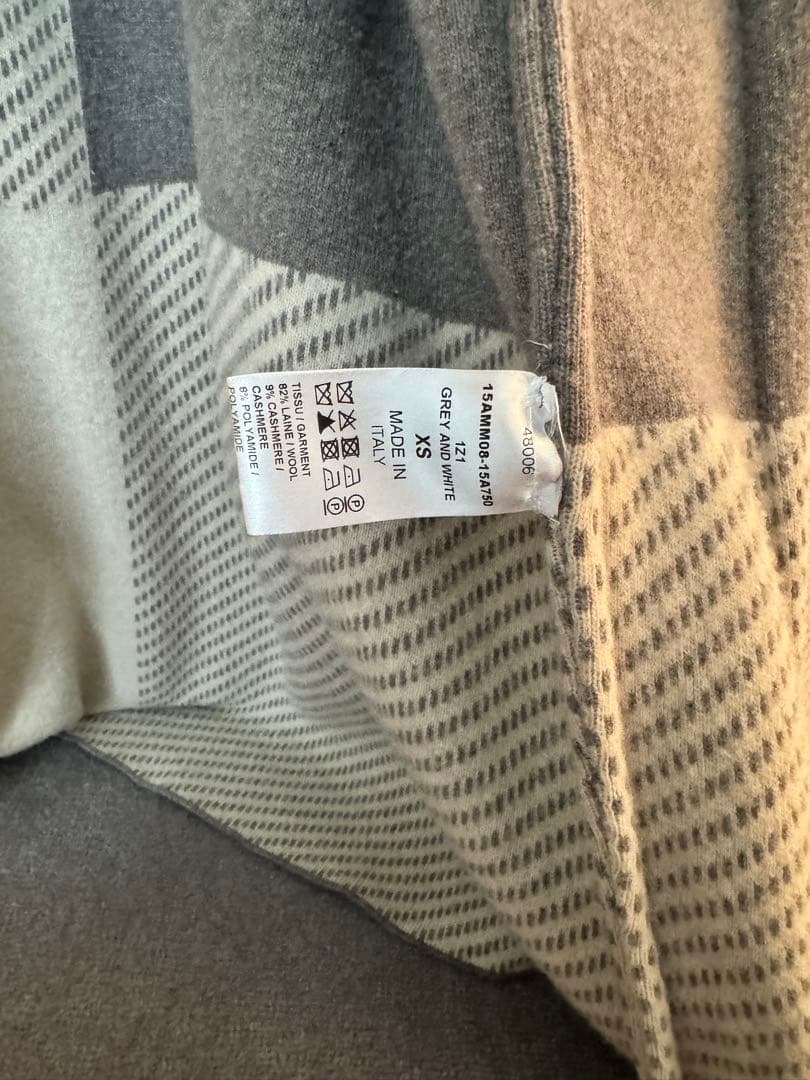 48006
15AMM08-15A750
1Z1
GREY AND WHITE
XS
MADE IN
ITALY
P
P
TISSU / GARMENT
82% LAINE / WOOL
9% CASHMERE /
CASHMERE
8% POLYAMIDE /
POLYAMIDE